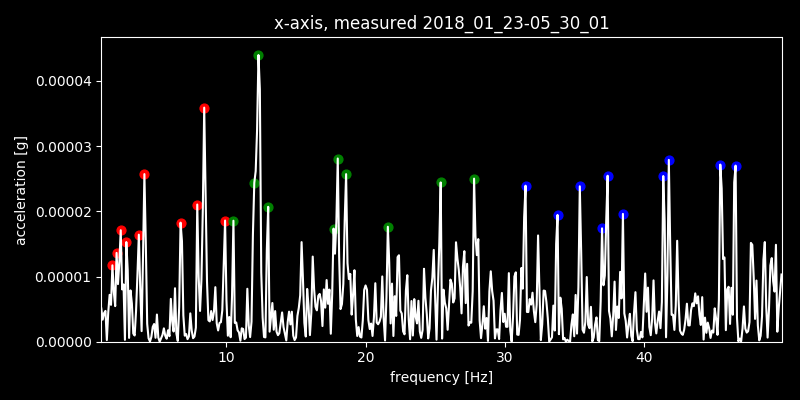 x-axis, measured 2018_01_23-05_30_01
0.00004
0.00003
0.00002
0.00001
0.00000
acceleration [g]
10 20 30 40
frequency [Hz]